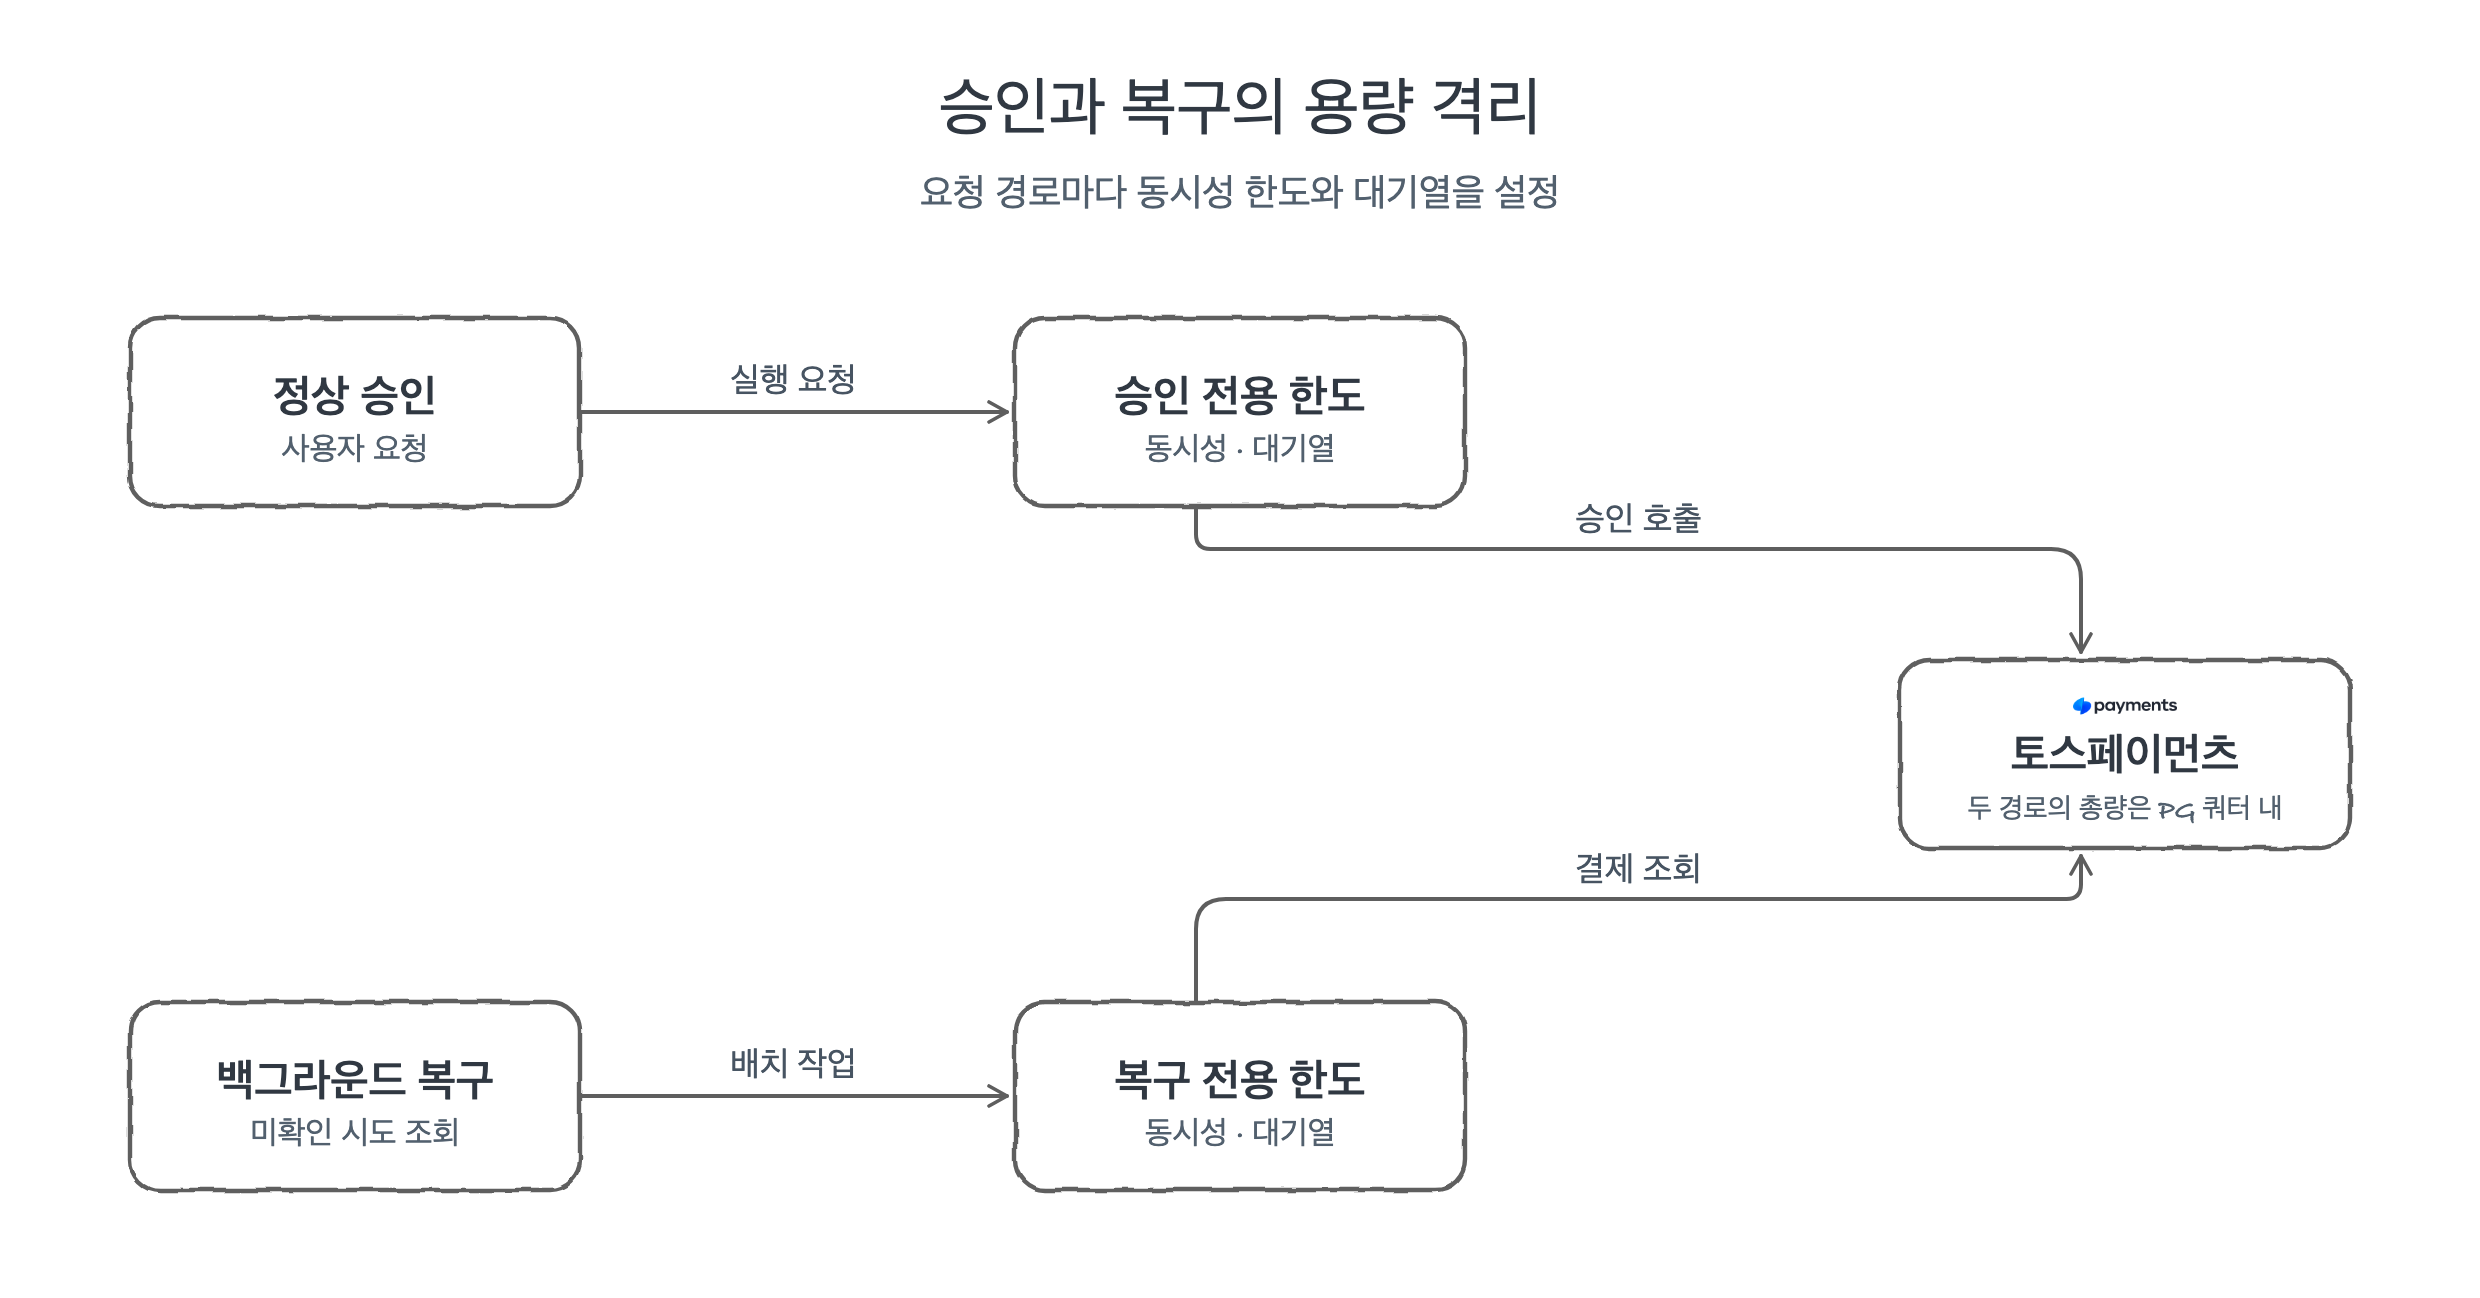 승인과 복구의 용량 격리
요청 경로마다 동시성 한도와 대기열을 설정
정상 승인
사용자 요청
실행 요청
승인 전용 한도
동시성 · 대기열
승인 호출
payments
토스페이먼츠
두 경로의 총량은 PG 쿼터 내
결제 조회
백그라운드 복구
미확인 시도 조회
배치 작업
복구 전용 한도
동시성 · 대기열